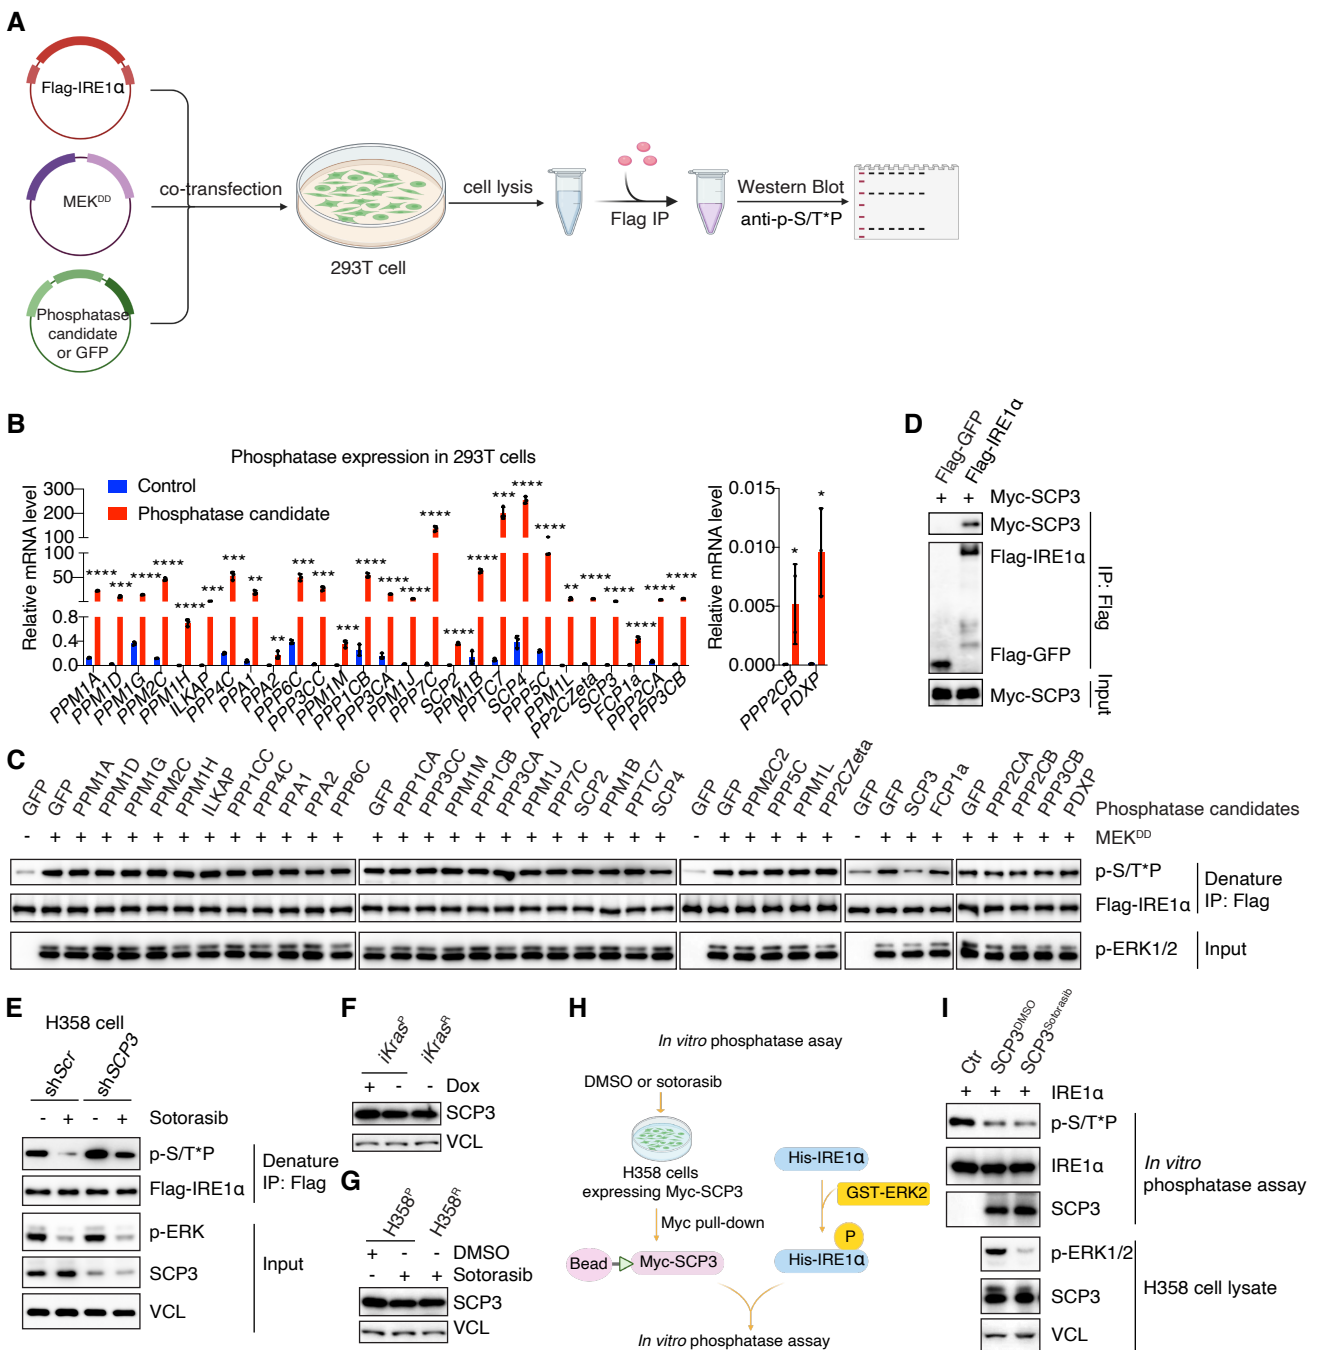 A
Flag-IRE1α
MEKDD
Phosphatase
candidate
or GFP
co-transfection
293T cell
cell lysis
Flag IP
Western Blot
anti-p-S/T*P
B
Phosphatase expression in 293T cells
Control
Phosphatase candidate
Relative mRNA level
300
200
100
100
50
0.8
0.4
0.0
**** *** **** **** **** *** *** ** ** **** *** *** **** *** **** **** **** **** *** **** **** ** **** *** **** **** ****
PPM1A
PPM1D
PPM1G
PPM2C
PPM1H
ILKAP
PPP4C
PPA1
PPA2
PPP6C
PPP3CC
PPM1M
PPP1CB
PPP3CA
PPM1J
PPP7C
SCP2
PPM1B
PPTC7
SCP4
PPP5C
PPM1L
PP2CZeta
SCP3
FCP1a
PPP2CA
PPP3CB
Relative mRNA level
0.015
0.010
0.005
0.000
* *
PPP2CB
PDXP
D
Flag-GFP
Flag-IRE1α
+ + Myc-SCP3
Myc-SCP3
Flag-IRE1α
Flag-GFP
IP: Flag
Myc-SCP3
Input
C
GFP GFP PPM1A PPM1D PPM1G PPM2C PPM1H ILKAP PPP1CC PPP4C PPA1 PPA2 PPP6C
GFP PPP1CA PPP3CC PPM1M PPP1CB PPP3CA PPM1J PPP7C SCP2 PPM1B PPTC7 SCP4
GFP GFP PPM2C2 PPP5C PPM1L PP2CZeta
GFP GFP SCP3 FCP1a
GFP PPP2CA PPP2CB PPP3CB PDXP
Phosphatase candidates
- + + + + + + + + + + + + + + + + + + + + + + + + - + + + + + - + + + + + + + + MEKDD
p-S/T*P
Flag-IRE1α
Denature
IP: Flag
p-ERK1/2
Input
E
H358 cell
shScr
shSCP3
- + - + Sotorasib
p-S/T*P
Flag-IRE1α
Denature
IP: Flag
p-ERK
SCP3
VCL
Input
F
iKrasP
iKrasR
+ - - Dox
SCP3
VCL
G
H358P
H358R
+ - - DMSO
- + + Sotorasib
SCP3
VCL
H
In vitro phosphatase asay
DMSO or sotorasib
H358 cells
expressing Myc-SCP3
Myc pull-down
Bead
Myc-SCP3
His-IRE1α
GST-ERK2
P
His-IRE1α
In vitro phosphatase assay
I
Ctr
SCP3DMSO
SCP3Sotorasib
+ + + IRE1α
p-S/T*P
IRE1α
SCP3
In vitro
phosphatase assay
p-ERK1/2
SCP3
VCL
H358 cell lysate